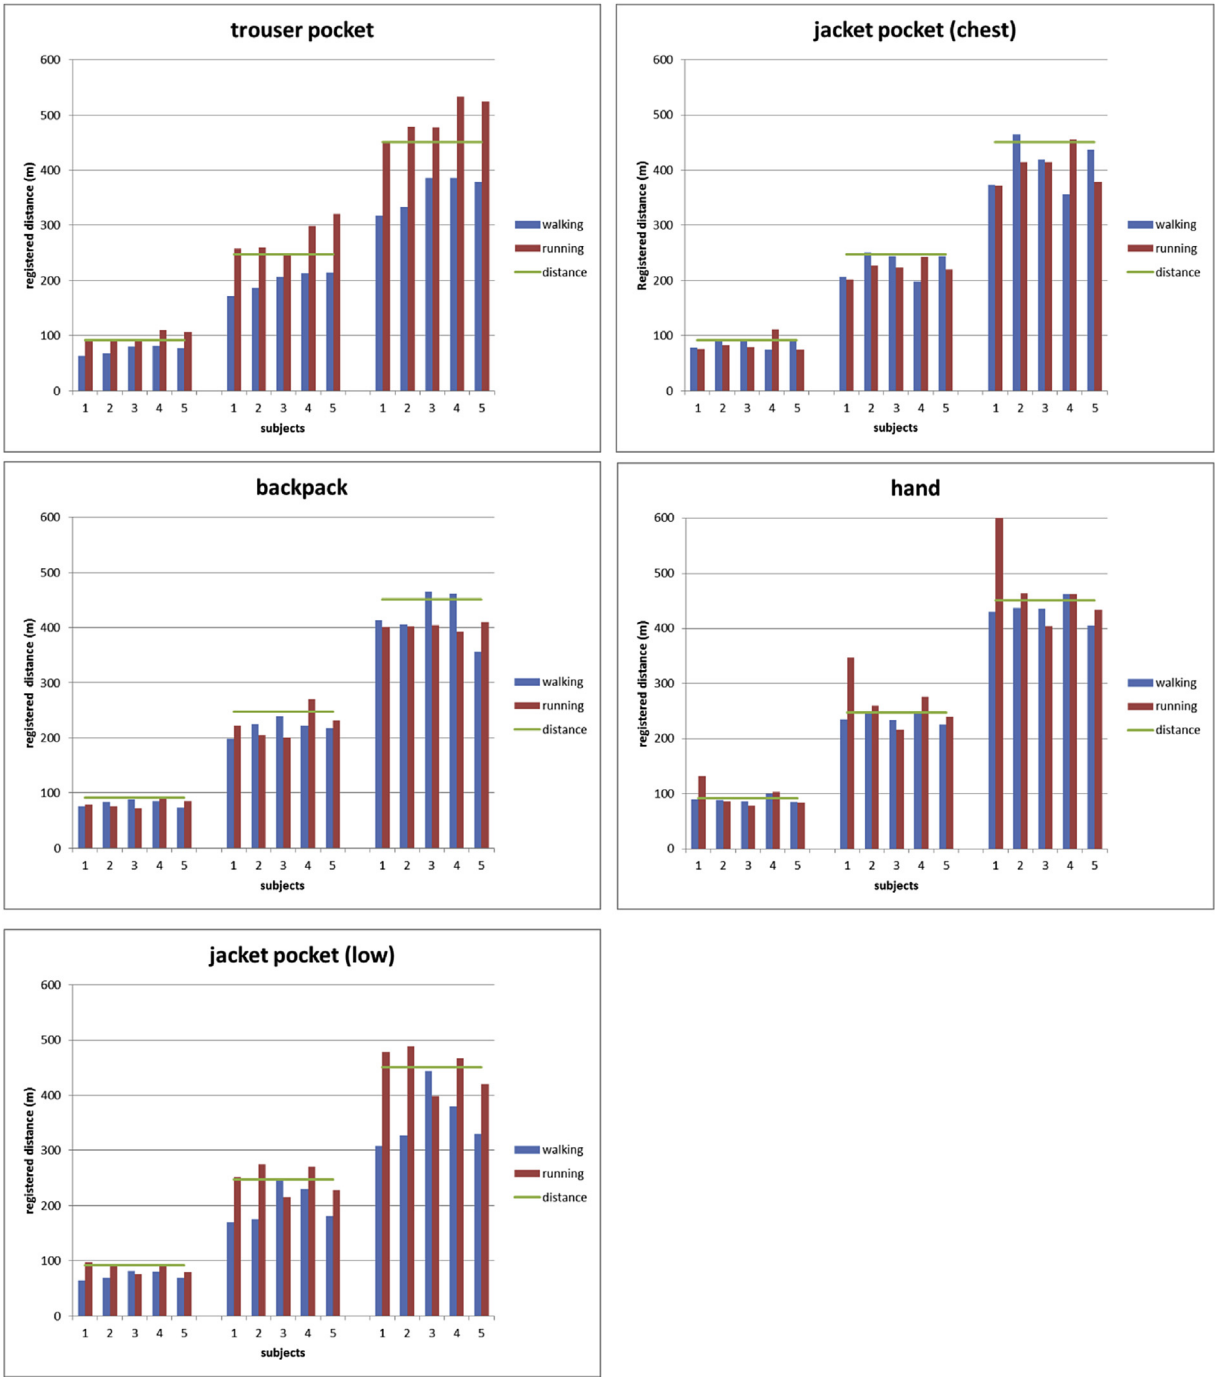 trouser pocket
600
500
400
300
200
100
0
registered distance (m)
1 2 3 4 5 1 2 3 4 5 1 2 3 4 5
subjects
walking
running
distance
jacket pocket (chest)
600
500
400
300
200
100
0
Registered distance (m)
1 2 3 4 5 1 2 3 4 5 1 2 3 4 5
subjects
walking
running
distance
backpack
600
500
400
300
200
100
0
registered distance (m)
1 2 3 4 5 1 2 3 4 5 1 2 3 4 5
subjects
walking
running
distance
hand
600
500
400
300
200
100
0
registered distance (m)
1 2 3 4 5 1 2 3 4 5 1 2 3 4 5
subjects
walking
running
distance
jacket pocket (low)
600
500
400
300
200
100
0
registered distance (m)
1 2 3 4 5 1 2 3 4 5 1 2 3 4 5
subjects
walking
running
distance